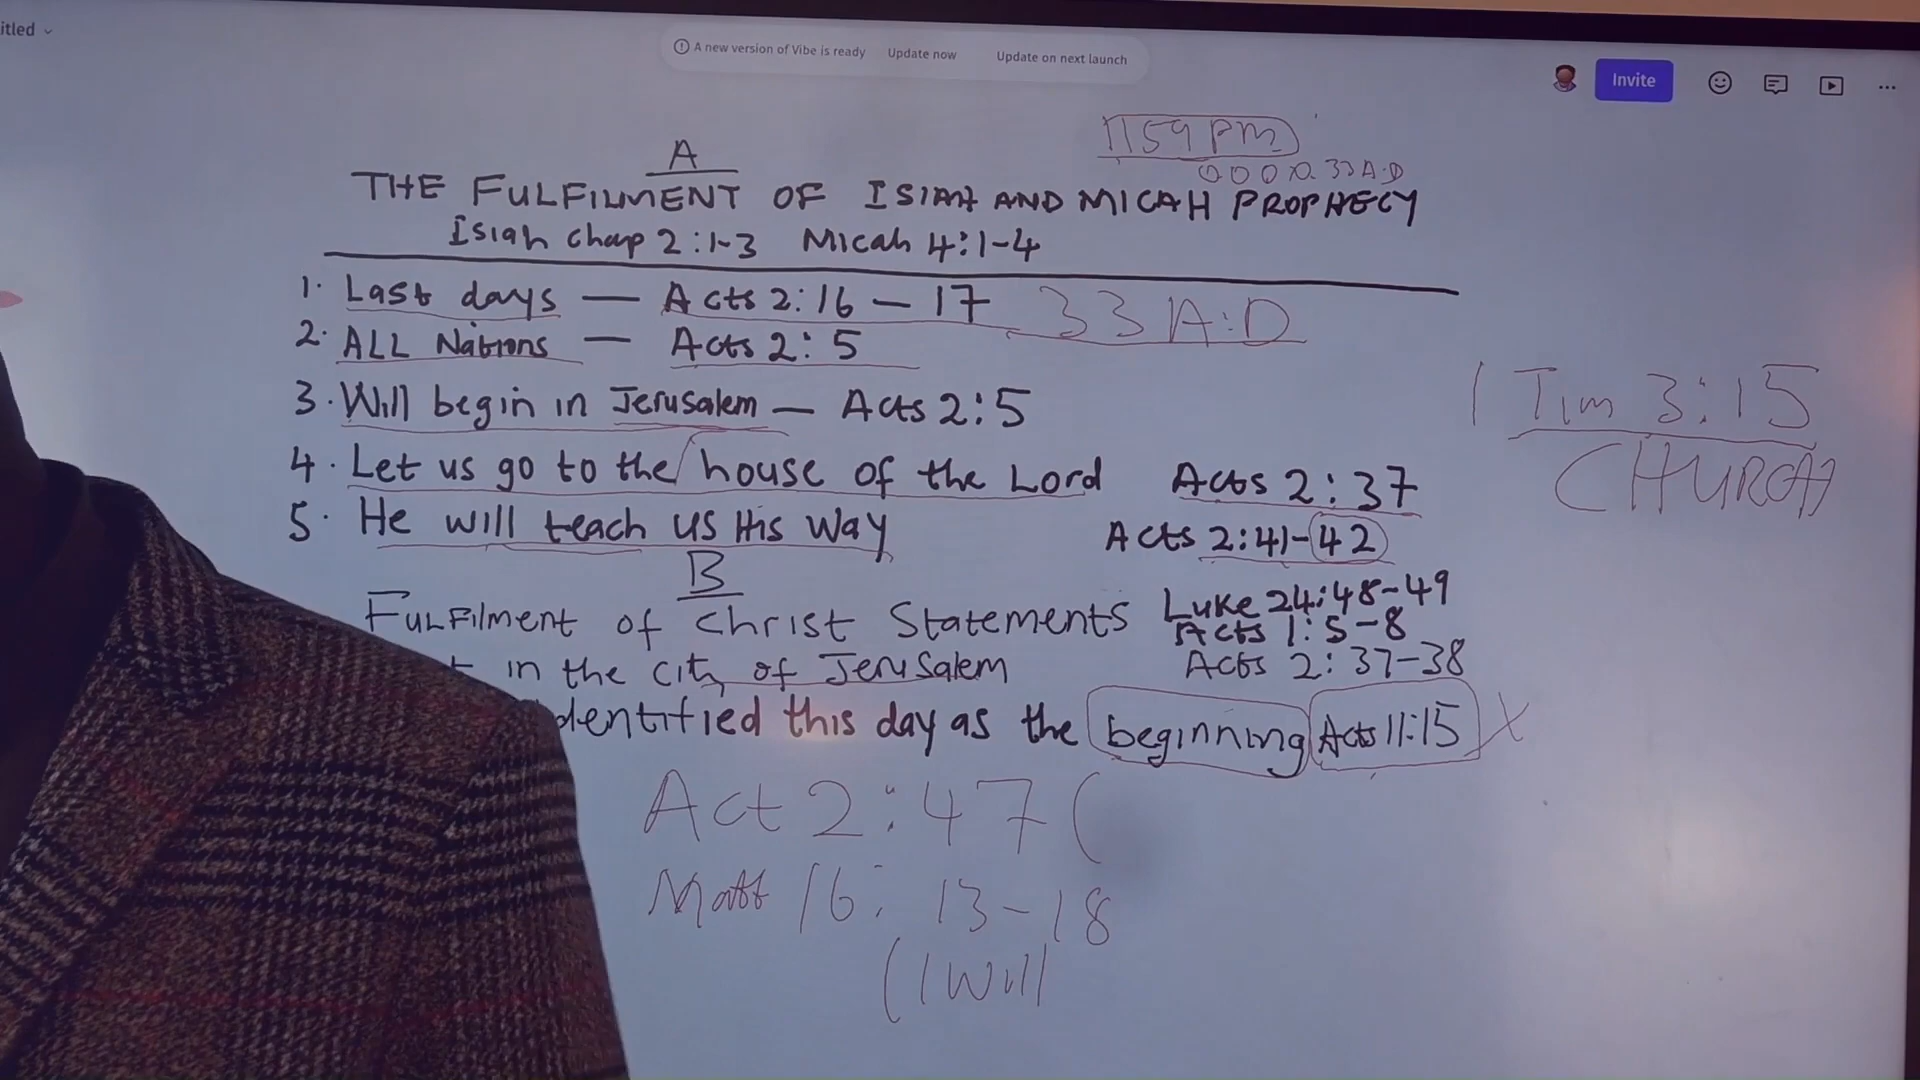 itled
A new version of Vibe is ready Update now Update on next launch
Invite
1159 PM
33 A.D
A
THE FULFILMENT OF ISIAH AND MICAH PROPHECY
Isiah Chap 2:1-3 Micah 4:1-4
1. Last days — Acts 2:16 — 17 33 A:D
2. ALL Nations — Acts 2:5
3. Will begin in Jerusalem — Acts 2:5
1 Tim 3:15
CHURCH
4. Let us go to the house of the Lord Acts 2:37
5. He will teach us His Way Acts 2:41-42
B
Fulfilment of Christ Statements Luke 24:48-49
Acts 1:5-8
in the city of Jerusalem Acts 2:37-38
dentified this day as the beginning Acts 11:15
Act 2:47 (
Matt 16: 13-18
(I Will